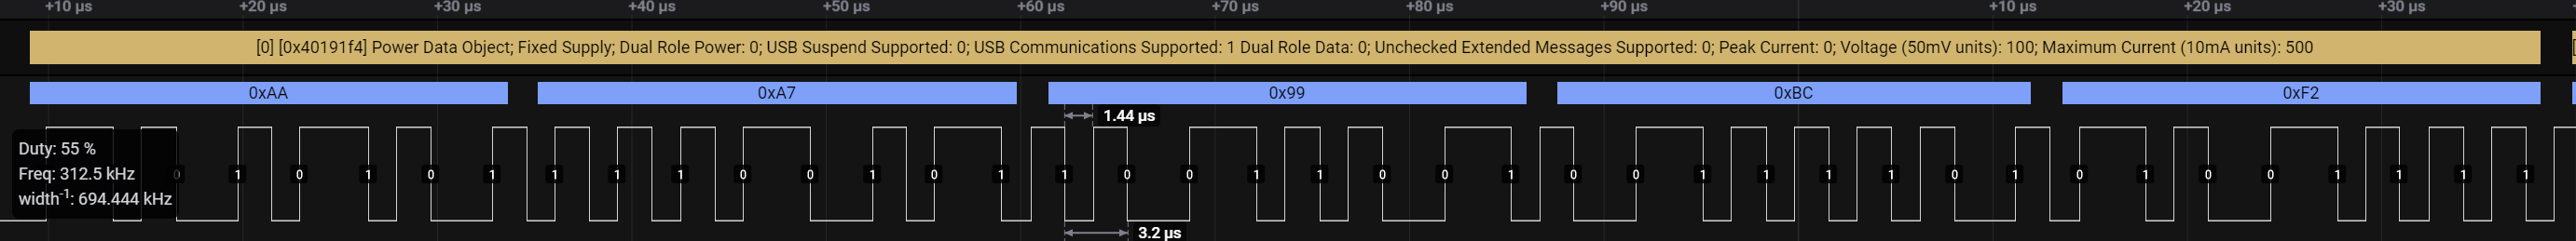 +10 µs +20 µs +30 µs +40 µs +50 µs +60 µs +70 µs +80 µs +90 µs +10 µs +20 µs +30 µs
[0] [0x40191f4] Power Data Object; Fixed Supply; Dual Role Power: 0; USB Suspend Supported: 0; USB Communications Supported: 1 Dual Role Data: 0; Unchecked Extended Messages Supported: 0; Peak Current: 0; Voltage (50mV units): 100; Maximum Current (10mA units): 500
0xAA 0xA7 0x99 0xBC 0xF2
1.44 µs
Duty: 55 %
Freq: 312.5 kHz
width⁻¹: 694.444 kHz
0 1 0 1 0 1 1 1 1 0 0 1 0 1 1 0 0 1 1 0 0 1 0 0 1 1 1 1 0 1 0 1 0 0 1 1 1 1
3.2 µs